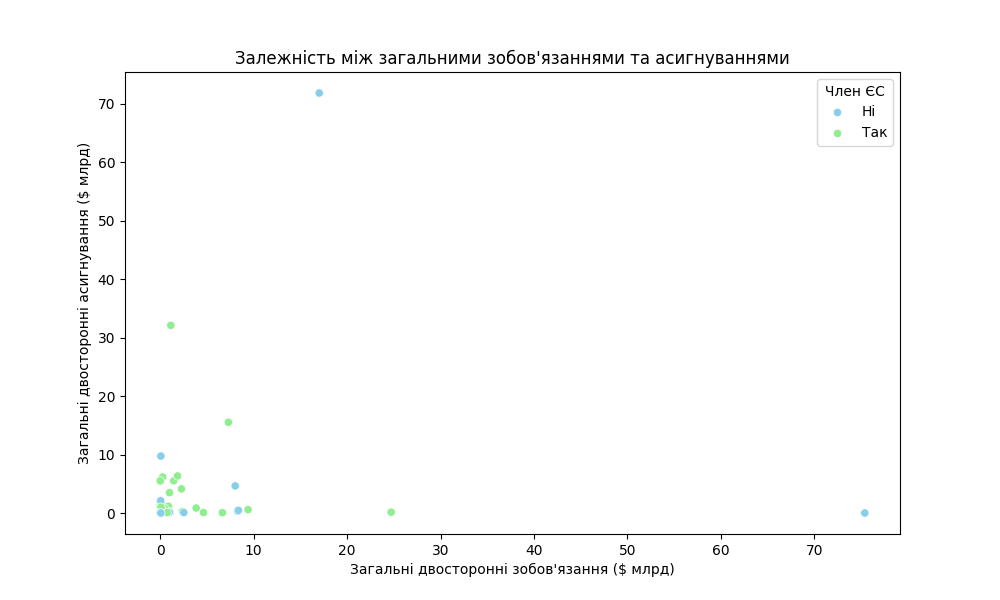 Залежність між загальними зобов'язаннями та асигнуваннями
Член ЄС
Ні
Так
Загальні двосторонні асигнування ($ млрд)
70
60
50
40
30
20
10
0
0 10 20 30 40 50 60 70
Загальні двосторонні зобов'язання ($ млрд)